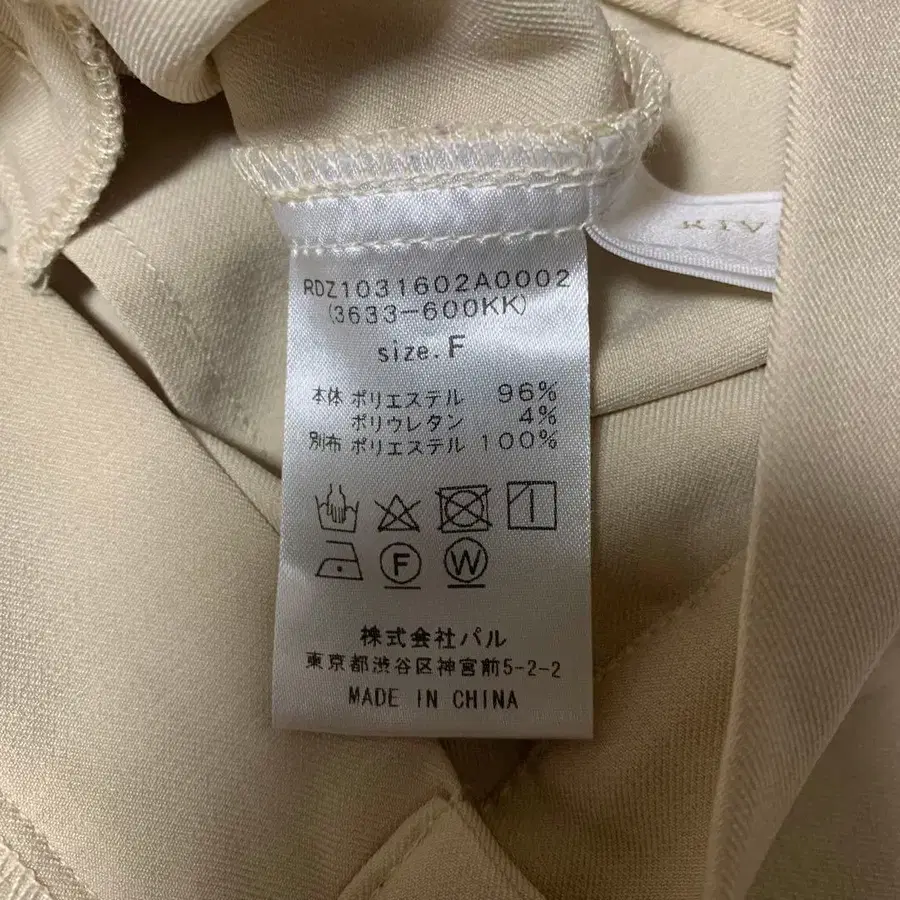 RDZ1031602A0002
(3633-600KK)
size.F
本体 ポリエステル 96%
ポリウレタン 4%
別布 ポリエステル 100%
F W
株式会社パル
東京都渋谷区神宮前5-2-2
MADE IN CHINA